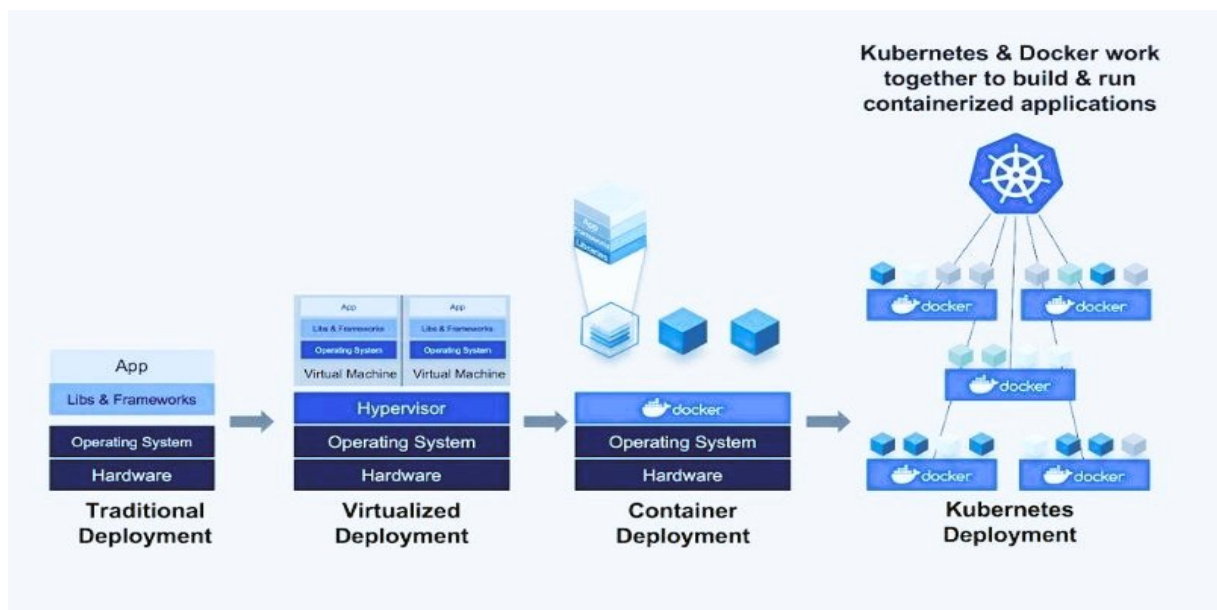 Kubernetes & Docker work
together to build & run
containerized applications
App
Libs & Frameworks
Operating System
Hardware
Traditional
Deployment
App
Libs & Frameworks
Operating System
Virtual Machine
App
Libs & Frameworks
Operating System
Virtual Machine
Hypervisor
Operating System
Hardware
Virtualized
Deployment
App
Frameworks
Libraries
docker
Operating System
Hardware
Container
Deployment
docker
docker
docker
docker
docker
Kubernetes
Deployment